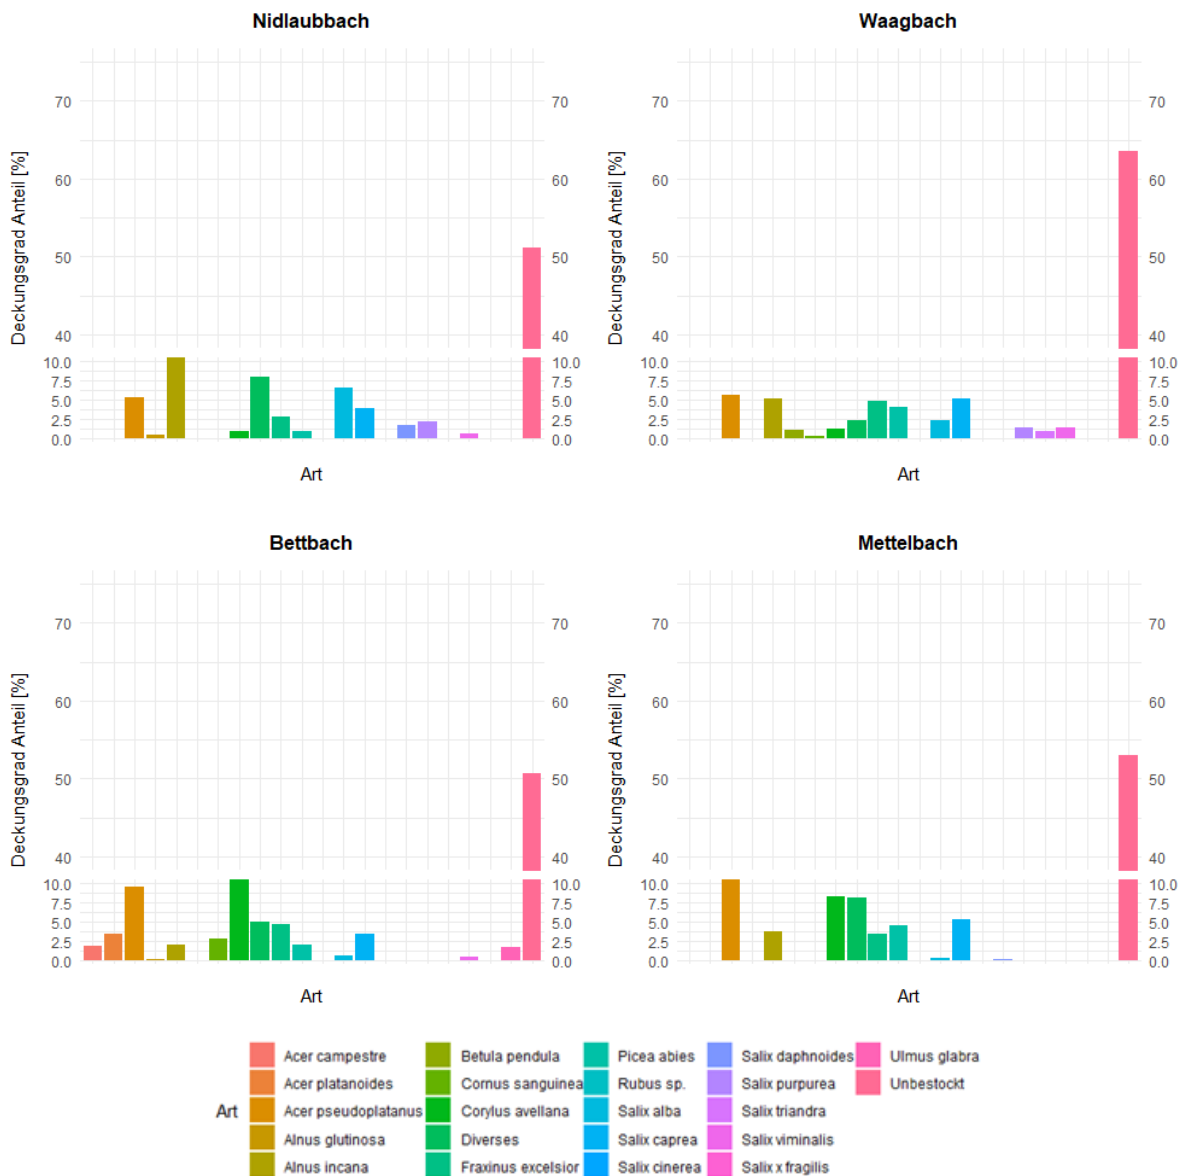 Nidlaubbach
Waagbach
Deckungsgrad Anteil [%]
70
60
50
40
10.0
7.5
5.0
2.5
0.0
70
60
50
40
10.0
7.5
5.0
2.5
0.0
Art
Deckungsgrad Anteil [%]
70
60
50
40
10.0
7.5
5.0
2.5
0.0
70
60
50
40
10.0
7.5
5.0
2.5
0.0
Art
Bettbach
Mettelbach
Deckungsgrad Anteil [%]
70
60
50
40
10.0
7.5
5.0
2.5
0.0
70
60
50
40
10.0
7.5
5.0
2.5
0.0
Art
Deckungsgrad Anteil [%]
70
60
50
40
10.0
7.5
5.0
2.5
0.0
70
60
50
40
10.0
7.5
5.0
2.5
0.0
Art
Art
Acer campestre
Acer platanoides
Acer pseudoplatanus
Alnus glutinosa
Alnus incana
Betula pendula
Cornus sanguinea
Corylus avellana
Diverses
Fraxinus excelsior
Picea abies
Rubus sp.
Salix alba
Salix caprea
Salix cinerea
Salix daphnoides
Salix purpurea
Salix triandra
Salix viminalis
Salix x fragilis
Ulmus glabra
Unbestockt